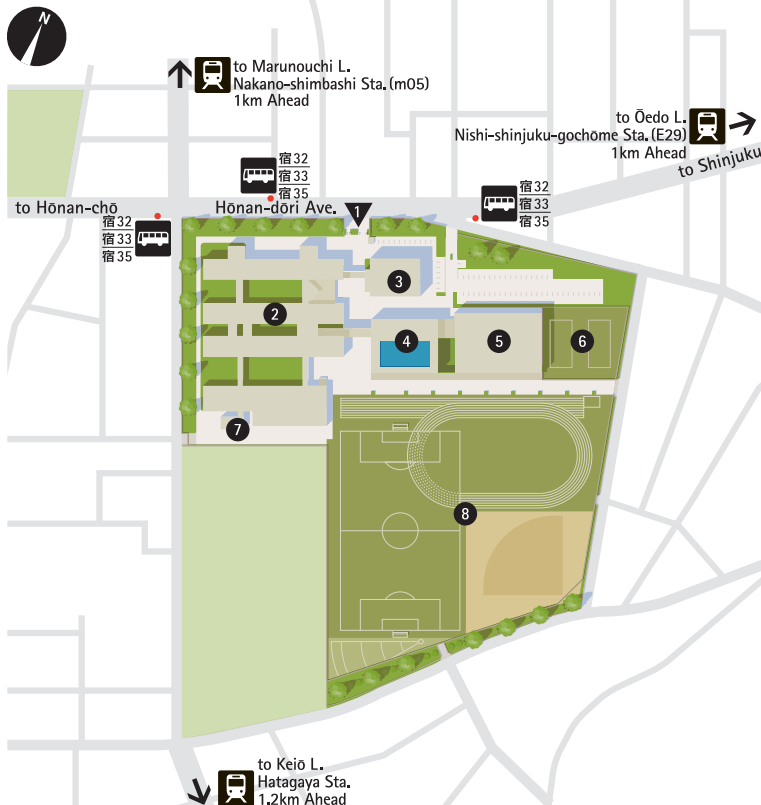 N
to Marunouchi L.
Nakano-shimbashi Sta. (m05)
1km Ahead
to Ōedo L.
Nishi-shinjuku-gochōme Sta. (E29)
1km Ahead
to Shinjuku
宿32
宿33
宿35
宿32
宿33
宿35
to Hōnan-chō
Hōnan-dōri Ave.
1
宿32
宿33
宿35
3
2
4
5
6
7
8
to Keiō L.
Hatagaya Sta.
1.2km Ahead